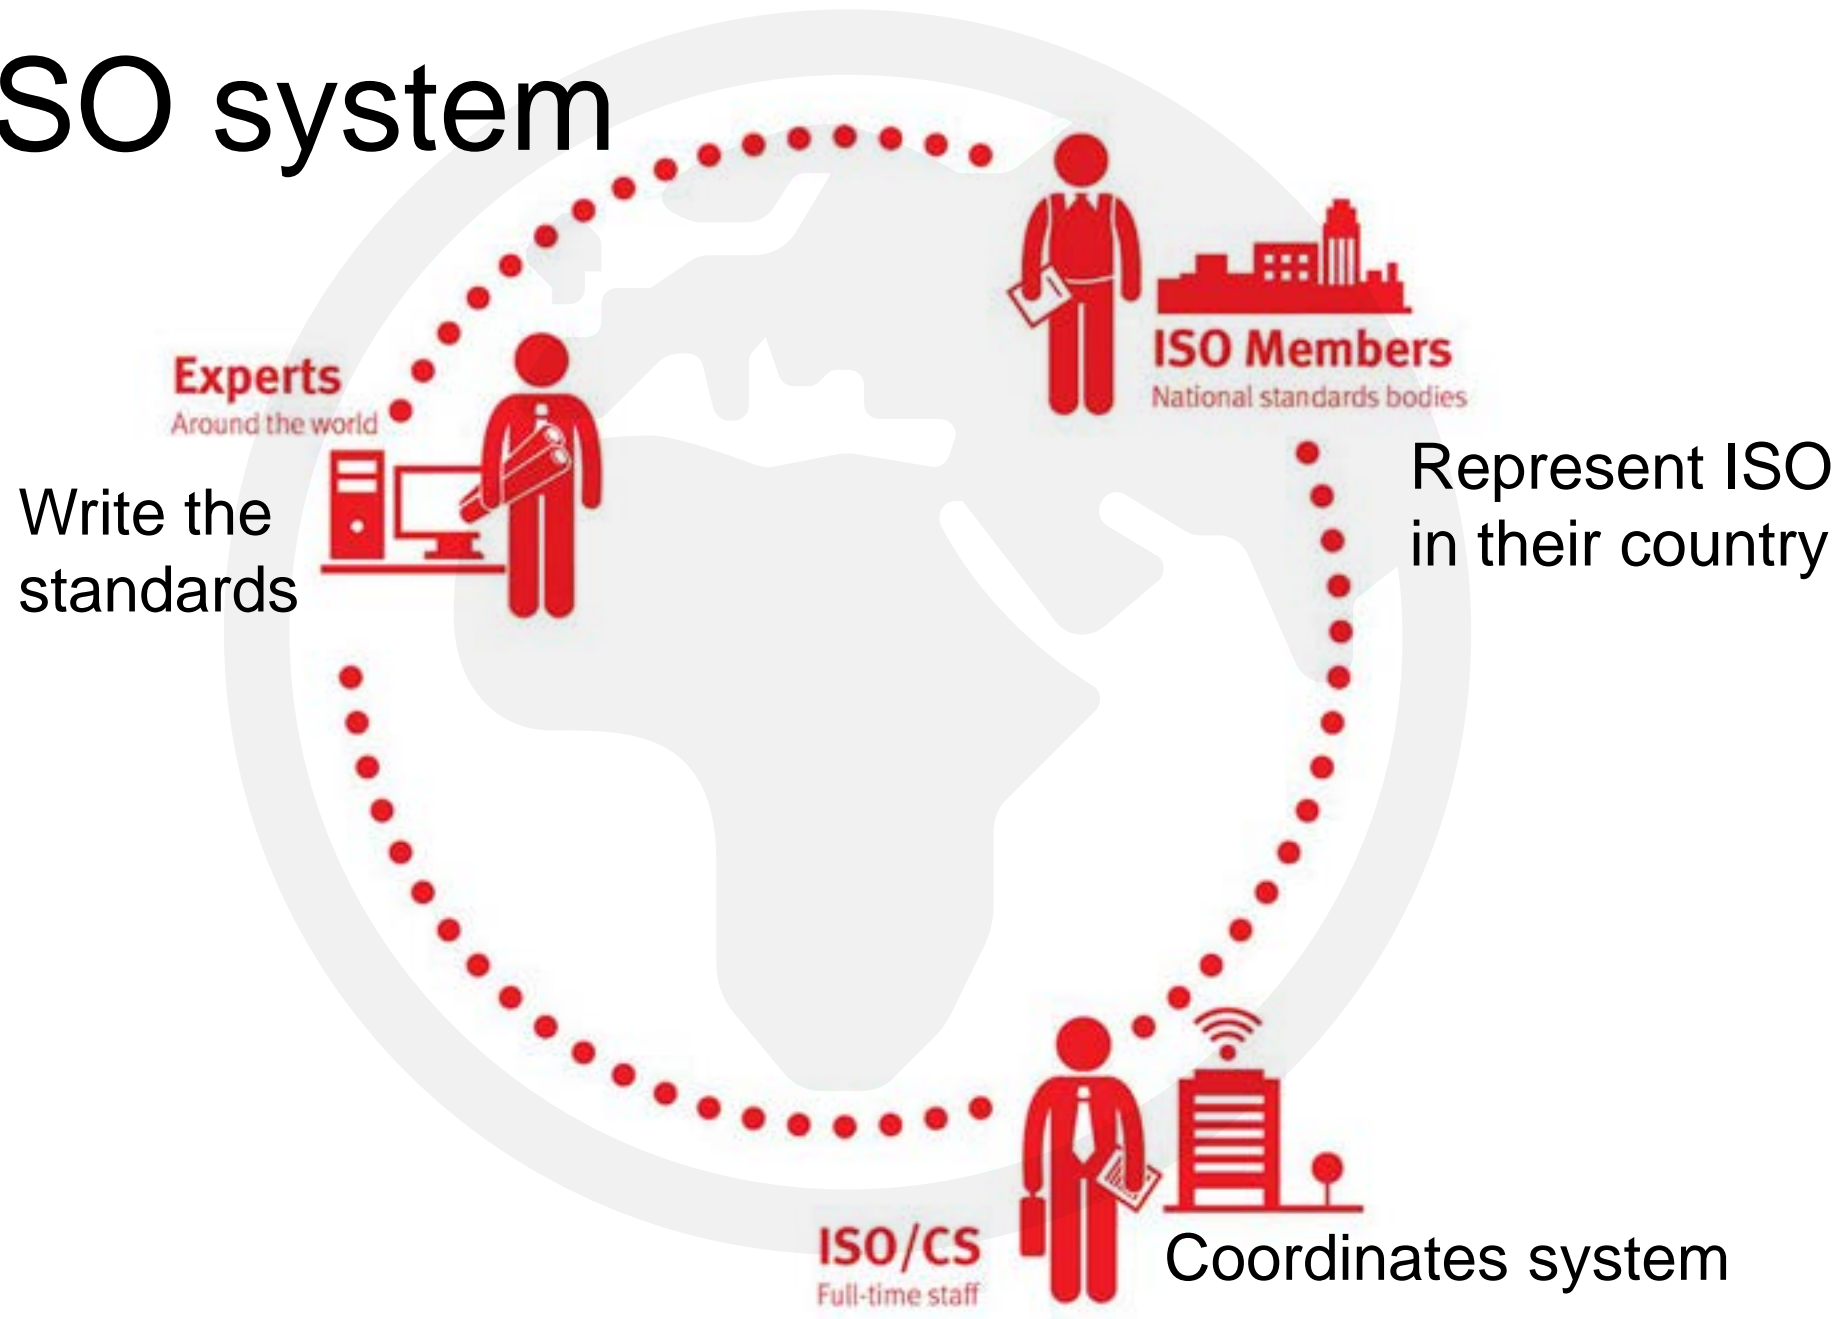 SO system
ISO Members
National standards bodies
Represent ISO
in their country
Experts
Around the world
Write the
standards
ISO/CS
Full-time staff
Coordinates system